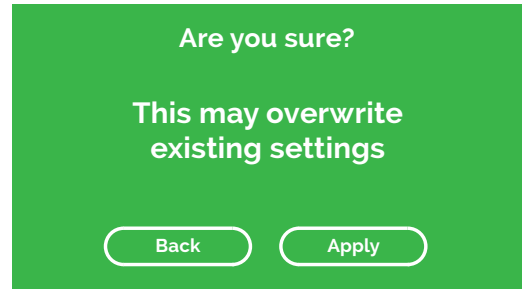 Are you sure?
This may overwrite
existing settings
Back
Apply